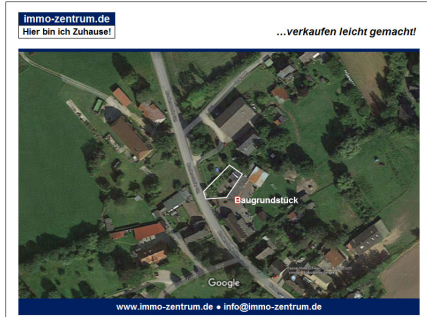 immo-zentrum.de
Hier bin ich Zuhause!
...verkaufen leicht gemacht!
Baugrundstück
Google
www.immo-zentrum.de ● info@immo-zentrum.de